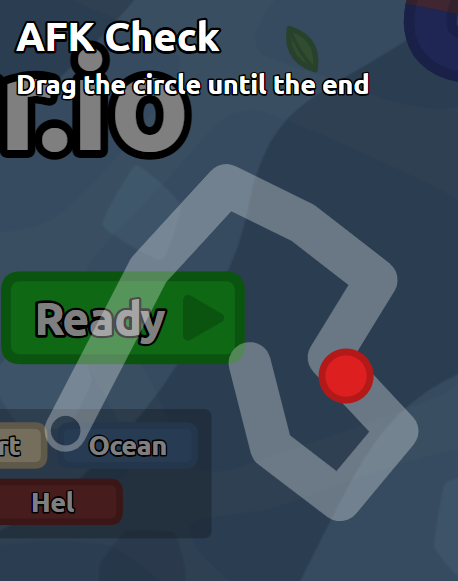 AFK Check
Drag the circle until the end
r.io
Ready
rt
Ocean
Hel